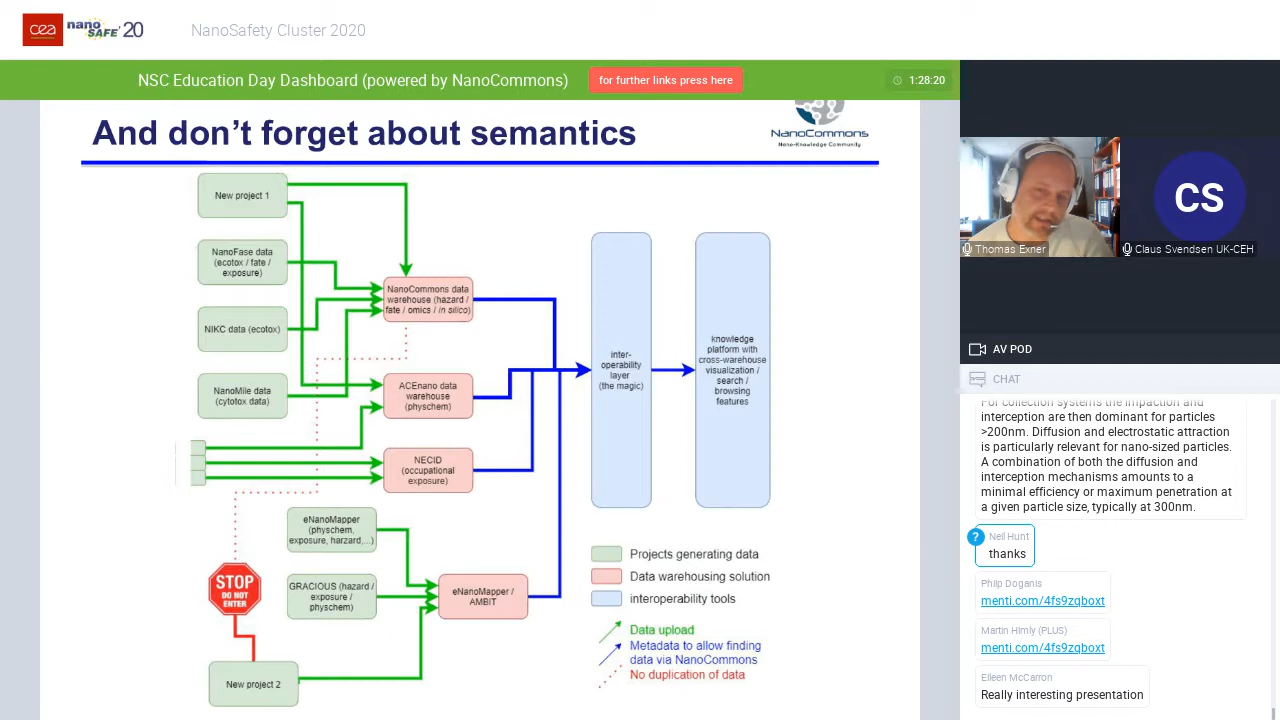 cea
nano
SAFE'20
NanoSafety Cluster 2020
NSC Education Day Dashboard (powered by NanoCommons)
for further links press here
1:28:20
And don't forget about semantics
NanoCommons
Nano-Knowledge Community
New project 1
NanoFase data
(ecotox / fate /
exposure)
NIKC data (ecotox)
NanoMile data
(cytotox data)
NanoCommons data
warehouse (hazard /
fate / omics / in silico)
ACEnano data
warehouse
(physchem)
NECID
(occupational
exposure)
eNanoMapper
(physchem,
exposure, harzard,...)
GRACIOUS (hazard /
exposure /
physchem)
eNanoMapper /
AMBIT
STOP
DO NOT
ENTER
New project 2
inter-
operability
layer
(the magic)
knowledge
platform with
cross-warehouse
visualization /
search /
browsing
features
Projects generating data
Data warehousing solution
interoperability tools
Data upload
Metadata to allow finding
data via NanoCommons
No duplication of data
Thomas Exner
CS
Claus Svendsen UK-CEH
AV POD
CHAT
For collection systems the impaction and
interception are then dominant for particles
>200nm. Diffusion and electrostatic attraction
is particularly relevant for nano-sized particles.
A combination of both the diffusion and
interception mechanisms amounts to a
minimal efficiency or maximum penetration at
a given particle size, typically at 300nm.
?
Neil Hunt
thanks
Philp Doganis
menti.com/4fs9zqboxt
Martin Himly (PLUS)
menti.com/4fs9zqboxt
Eileen McCarron
Really interesting presentation